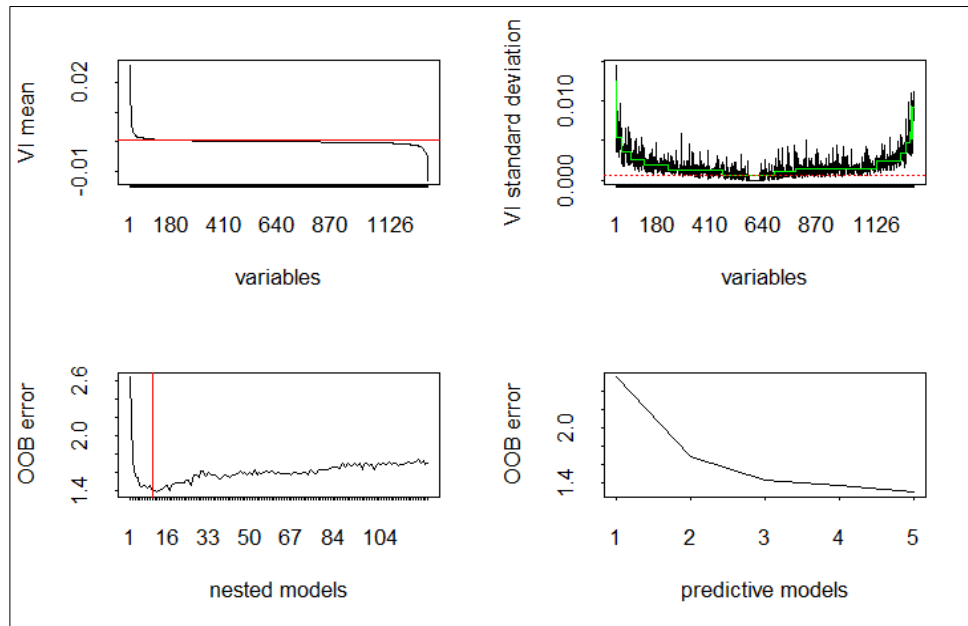 VI mean
0.02
-0.01
1 180 410 640 870 1126
variables
VI standard deviation
0.010
0.000
1 180 410 640 870 1126
variables
OOB error
2.6
2.0
1.4
1 16 33 50 67 84 104
nested models
OOB error
2.0
1.4
1 2 3 4 5
predictive models